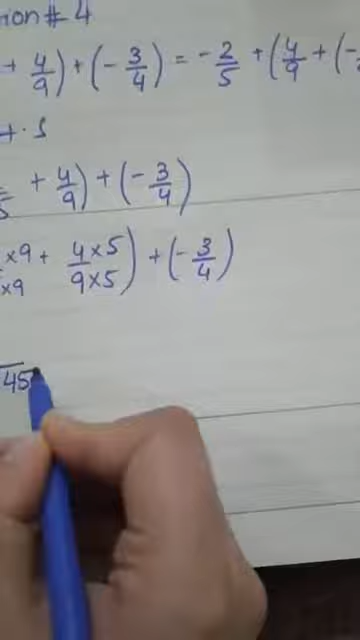 ion # 4
+ 4/9) + (- 3/4) = - 2/5 + (4/9 + (-
+ . S
5 + 4/9) + (- 3/4)
×9/×9 + 4×5/9×5) + (- 3/4)
45